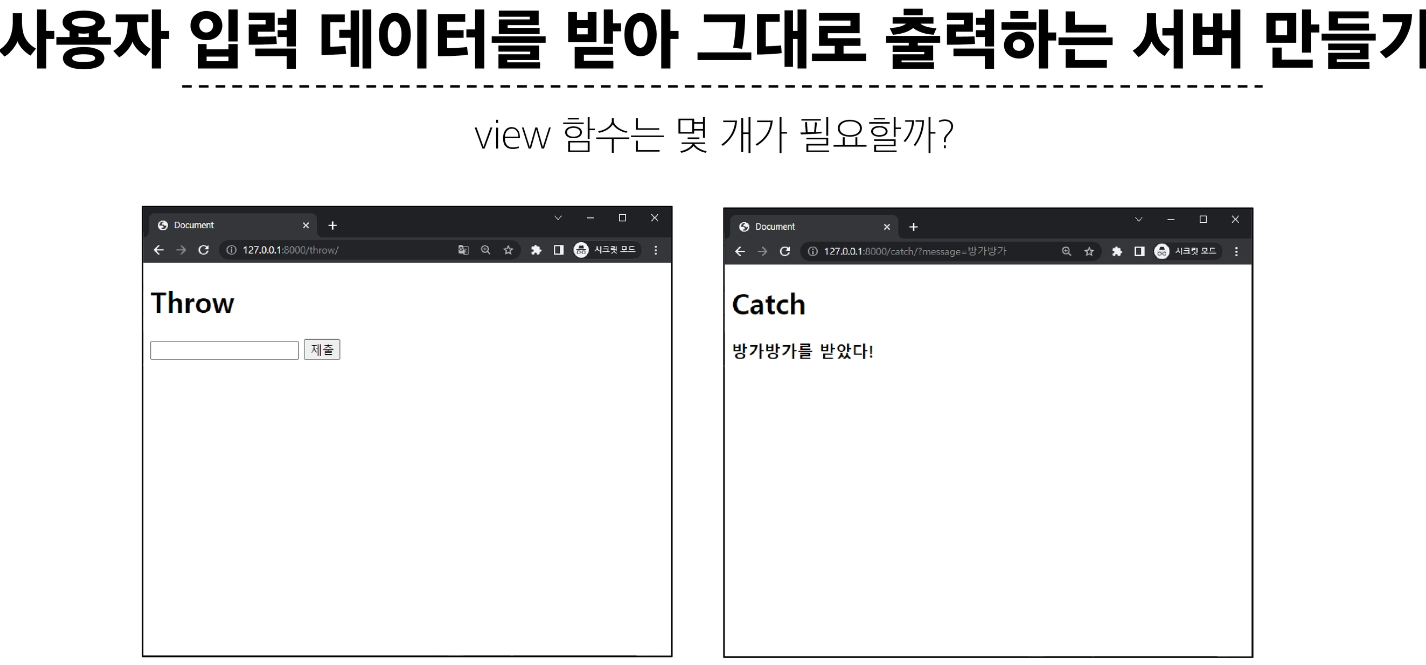 사용자 입력 데이터를 받아 그대로 출력하는 서버 만들기
view 함수는 몇 개가 필요할까?
Document
127.0.0.1:8000/throw/
시크릿 모드
Throw
제출
Document
127.0.0.1:8000/catch/?message=방가방가
시크릿 모드
Catch
방가방가를 받았다!